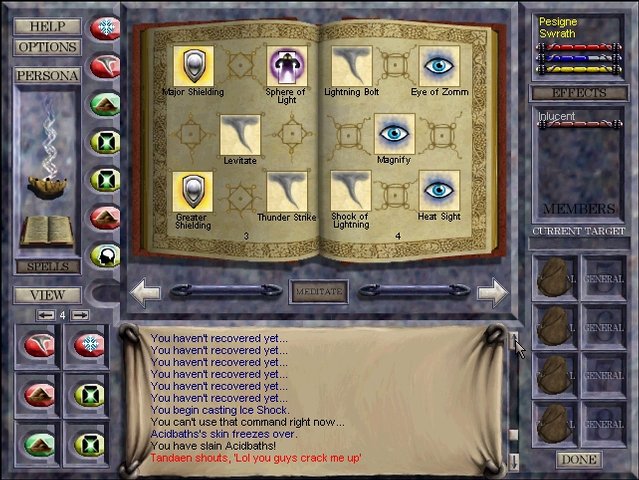 HELP
OPTIONS
PERSONA
SPELLS
VIEW
4
Major Shielding
Sphere of
Light
Lightning Bolt
Eye of Zomm
Levitate
Magnify
Greater
Shielding
Thunder Strike
Shock of
Lightning
Heat Sight
3
4
MEDITATE
Pesigne
Swrath
EFFECTS
Inlucent
MEMBERS
CURRENT TARGET
GENERAL
GENERAL
GENERAL
GENERAL
DONE
You haven't recovered yet...
You haven't recovered yet...
You haven't recovered yet...
You haven't recovered yet...
You haven't recovered yet...
You haven't recovered yet...
You begin casting Ice Shock.
You can't use that command right now...
Acidbaths's skin freezes over.
You have slain Acidbaths!
Tandaen shouts, 'Lol you guys crack me up'